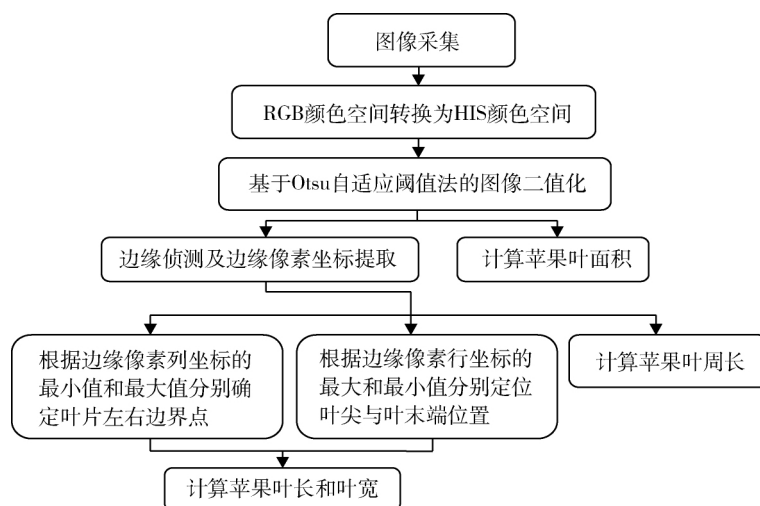 图像采集
RGB颜色空间转换为HIS颜色空间
基于Otsu自适应阈值法的图像二值化
边缘侦测及边缘像素坐标提取
计算苹果叶面积
根据边缘像素列坐标的
最小值和最大值分别确
定叶片左右边界点
根据边缘像素行坐标的
最大和最小值分别定位
叶尖与叶末端位置
计算苹果叶周长
计算苹果叶长和叶宽